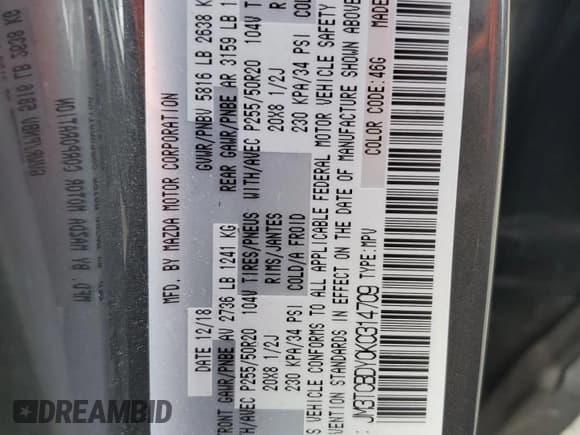 MFD. BY MAZDA MOTOR CORPORATION
DATE 12/18 GVWR/PNBV 5816 LB 2638 KG
FRONT GAWR/PNBE AV 2736 LB 1241 KG REAR GAWR/PNBE AR 3159 LB 1
TH/AVEC P255/50R20 104V TIRES/PNEUS WITH/AVEC P255/50R20 104V T
20X8 1/2J RIMS/JANTES 20X8 1/2J R
230 KPA/34 PSI COLD/A FROID 230 KPA/34 PSI COL
S VEHICLE CONFORMS TO ALL APPLICABLE FEDERAL MOTOR VEHICLE SAFETY
VENTION STANDARDS IN EFFECT ON THE DATE OF MANUFACTURE SHOWN ABOVE
JM3TCBDY0K0314709 TYPE:MPV COLOR CODE:46G MADE
DREAMBID